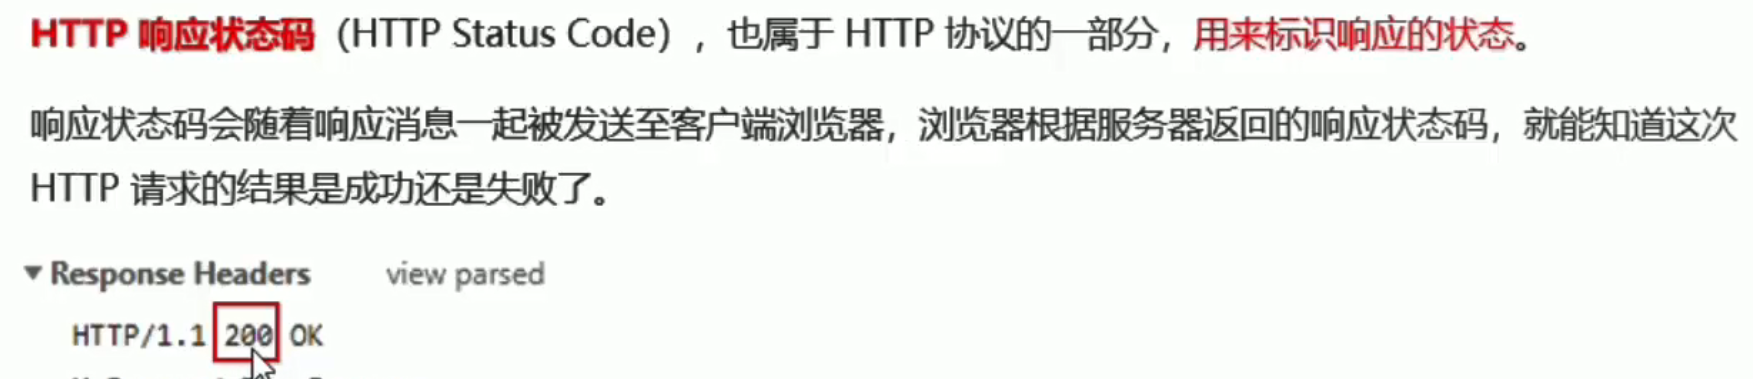 HTTP 响应状态码（HTTP Status Code），也属于 HTTP 协议的一部分，用来标识响应的状态。
响应状态码会随着响应消息一起被发送至客户端浏览器，浏览器根据服务器返回的响应状态码，就能知道这次
HTTP 请求的结果是成功还是失败了。
Response Headers view parsed
HTTP/1.1 200 OK